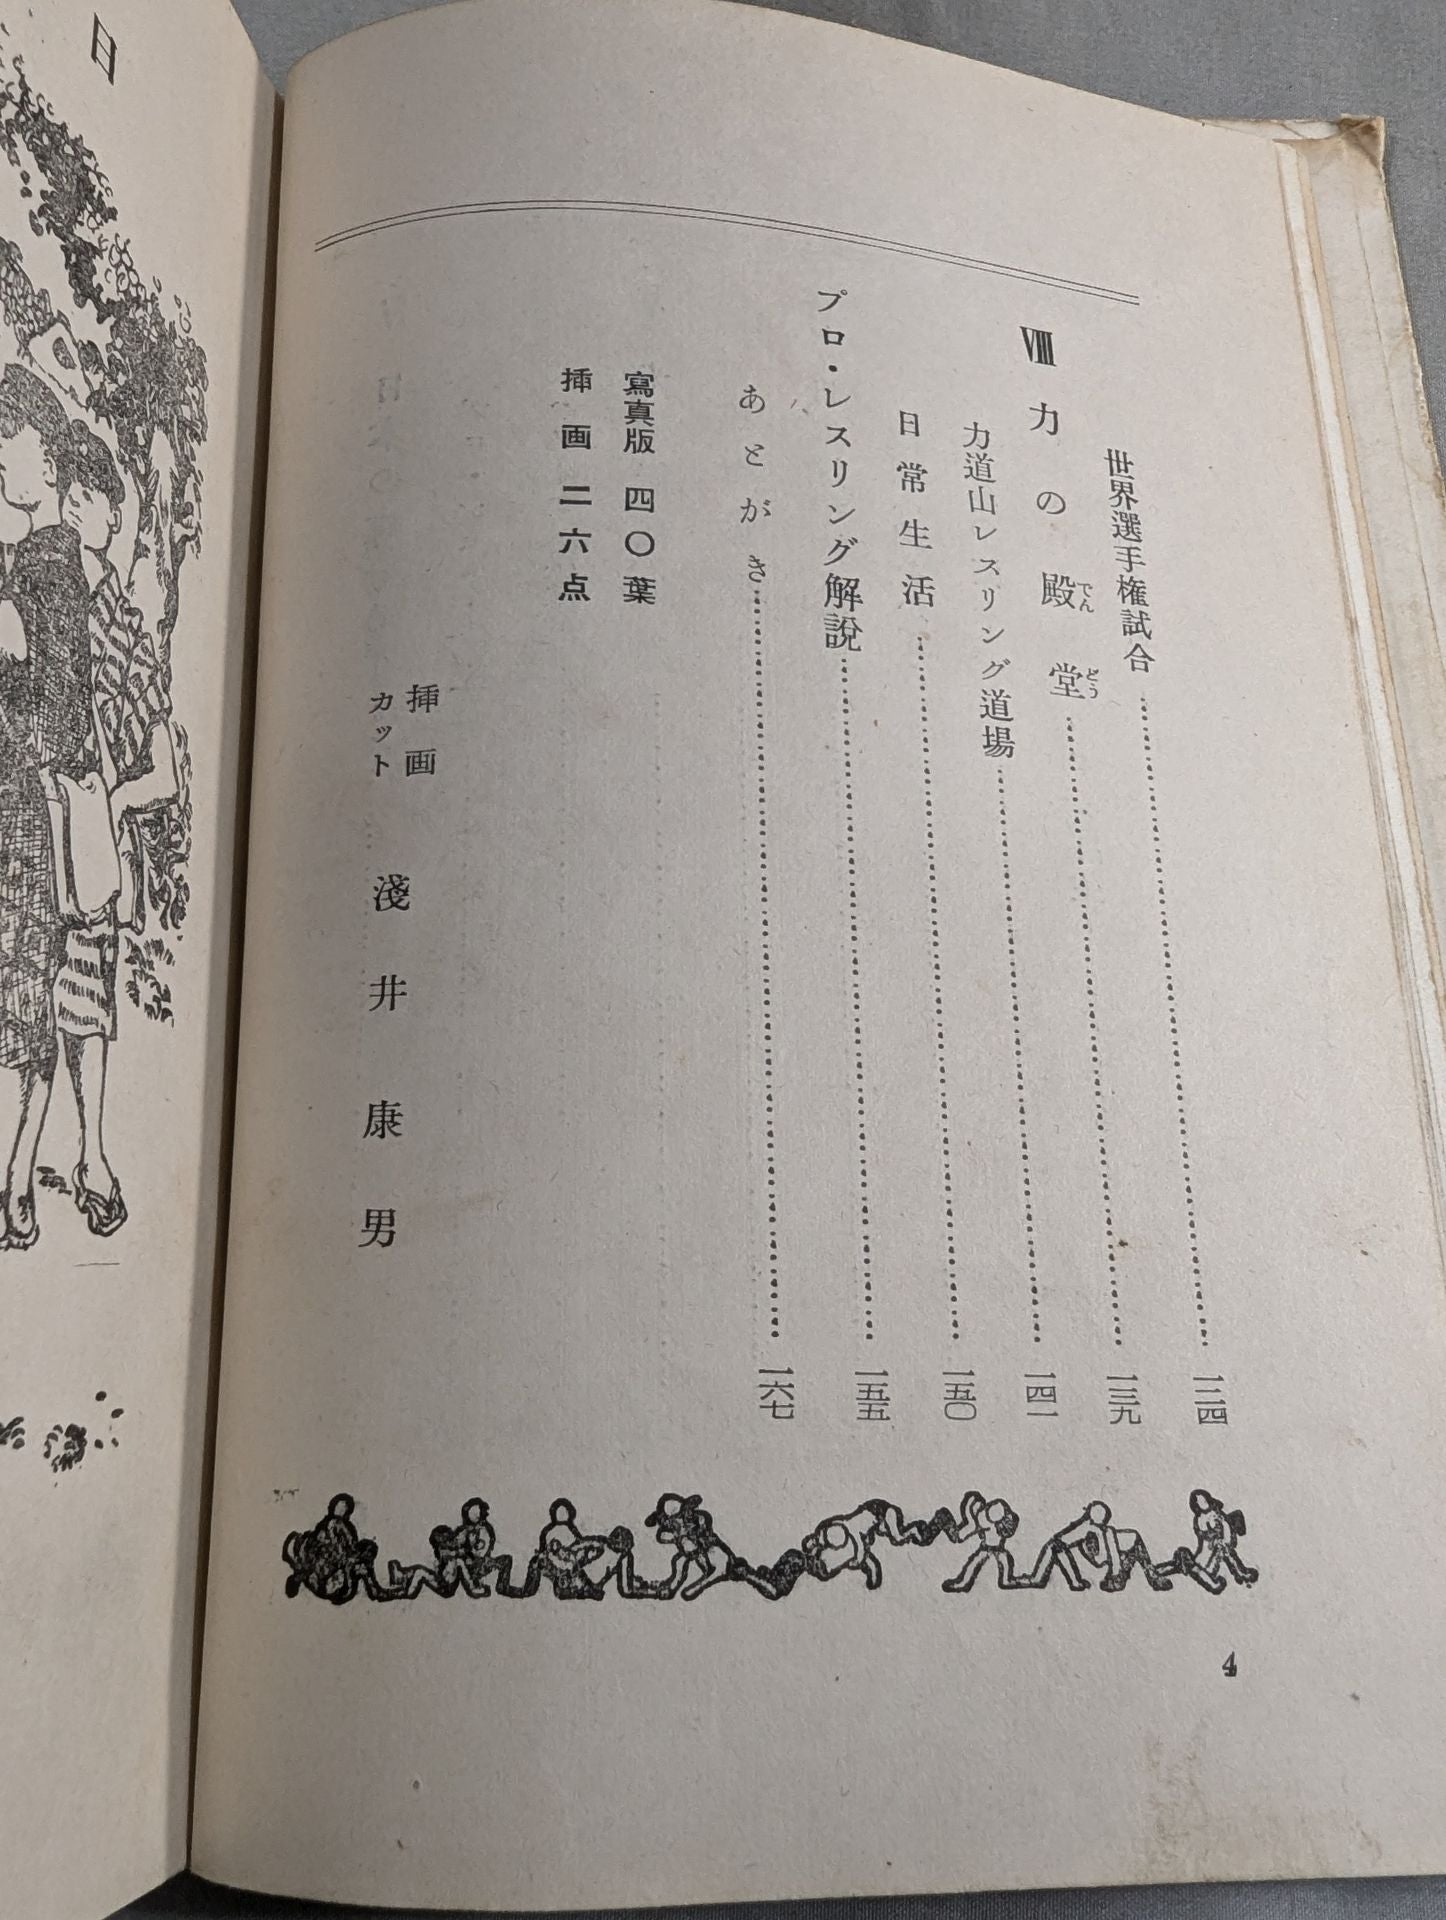 世界選手権試合……一二四
Ⅷ 力の殿堂……一三九
でんどう
力道山レスリング道場……一四一
日常生活……一五〇
プロ・レスリング解説……一五五
あとがき……一六七
寫真版 四〇葉
挿画 二六点
挿画
カット
淺井康男
4